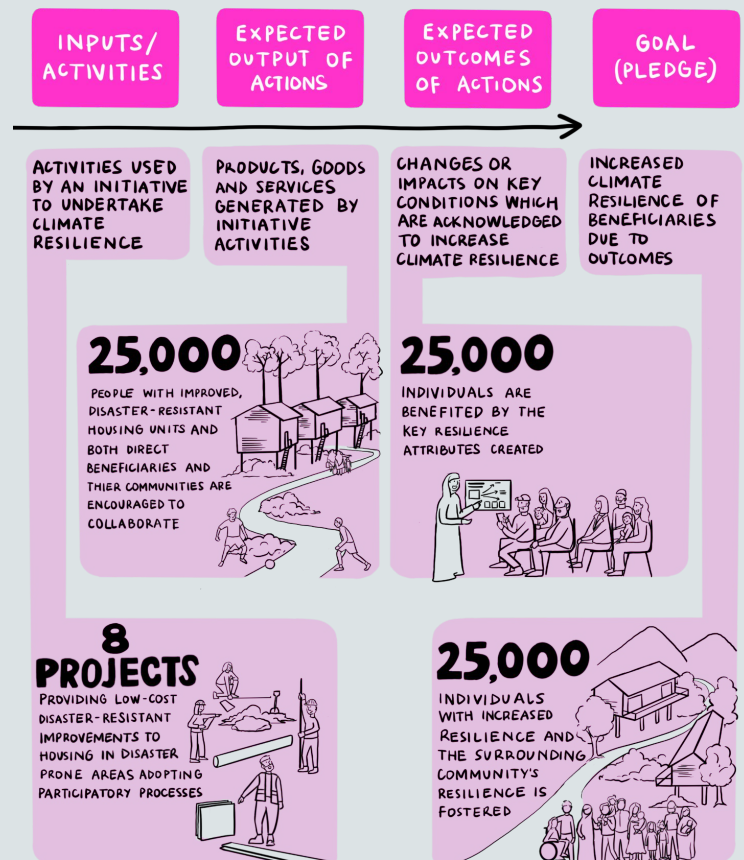 INPUTS/
ACTIVITIES
EXPECTED
OUTPUT OF
ACTIONS
EXPECTED
OUTCOMES
OF ACTIONS
GOAL
(PLEDGE)
ACTIVITIES USED
BY AN INITIATIVE
TO UNDERTAKE
CLIMATE
RESILIENCE
PRODUCTS, GOODS
AND SERVICES
GENERATED BY
INITIATIVE
ACTIVITIES
CHANGES OR
IMPACTS ON KEY
CONDITIONS WHICH
ARE ACKNOWLEDGED
TO INCREASE
CLIMATE RESILIENCE
INCREASED
CLIMATE
RESILIENCE OF
BENEFICIARIES
DUE TO
OUTCOMES
25,000
PEOPLE WITH IMPROVED,
DISASTER-RESISTANT
HOUSING UNITS AND
BOTH DIRECT
BENEFICIARIES AND
THIER COMMUNITIES ARE
ENCOURAGED TO
COLLABORATE
25,000
INDIVIDUALS ARE
BENEFITED BY THE
KEY RESILIENCE
ATTRIBUTES CREATED
8
PROJECTS
PROVIDING LOW-COST
DISASTER-RESISTANT
IMPROVEMENTS TO
HOUSING IN DISASTER
PRONE AREAS ADOPTING
PARTICIPATORY PROCESSES
25,000
INDIVIDUALS
WITH INCREASED
RESILIENCE AND
THE SURROUNDING
COMMUNITY'S
RESILIENCE IS
FOSTERED